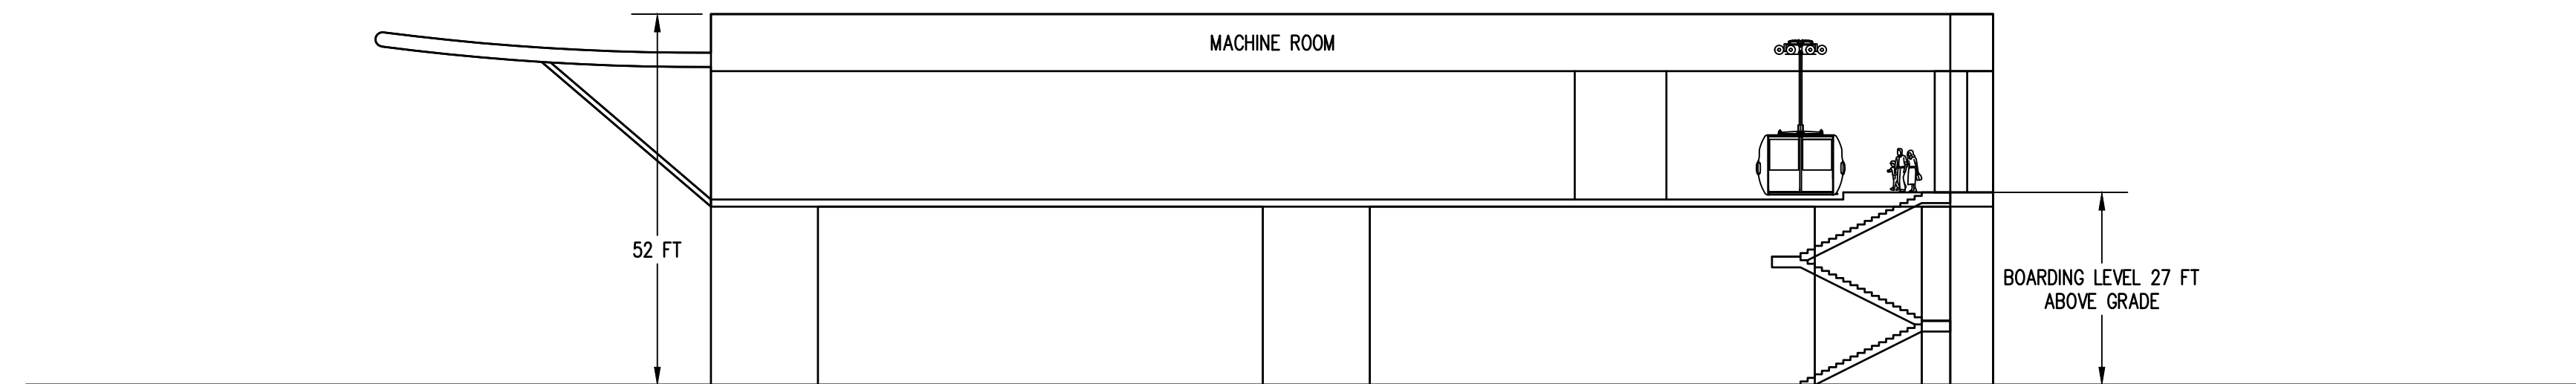 MACHINE ROOM
52 FT
BOARDING LEVEL 27 FT
ABOVE GRADE